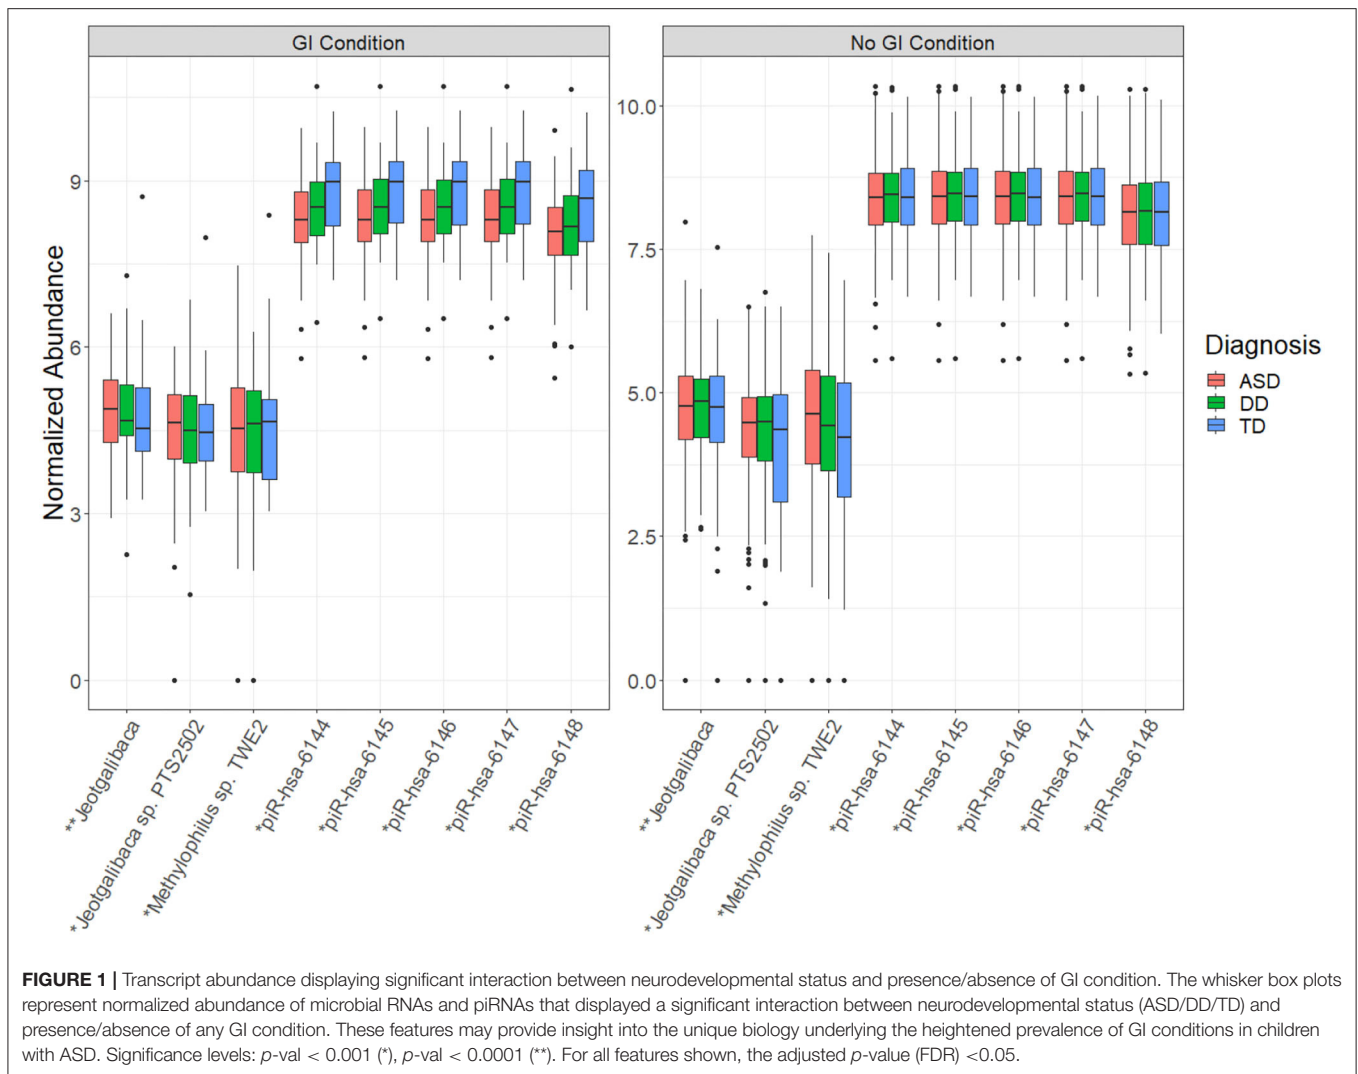 GI Condition
No GI Condition
Normalized Abundance
9
6
3
0
10.0
7.5
5.0
2.5
0.0
**Jeotgalibaca
*Jeotgalibaca sp. PTS2502
*Methylophilus sp. TWE2
*piR-hsa-6144
*piR-hsa-6145
*piR-hsa-6146
*piR-hsa-6147
*piR-hsa-6148
**Jeotgalibaca
*Jeotgalibaca sp. PTS2502
*Methylophilus sp. TWE2
*piR-hsa-6144
*piR-hsa-6145
*piR-hsa-6146
*piR-hsa-6147
*piR-hsa-6148
Diagnosis
ASD
DD
TD
FIGURE 1 | Transcript abundance displaying significant interaction between neurodevelopmental status and presence/absence of GI condition. The whisker box plots
represent normalized abundance of microbial RNAs and piRNAs that displayed a significant interaction between neurodevelopmental status (ASD/DD/TD) and
presence/absence of any GI condition. These features may provide insight into the unique biology underlying the heightened prevalence of GI conditions in children
with ASD. Significance levels: p-val < 0.001 (*), p-val < 0.0001 (**). For all features shown, the adjusted p-value (FDR) <0.05.